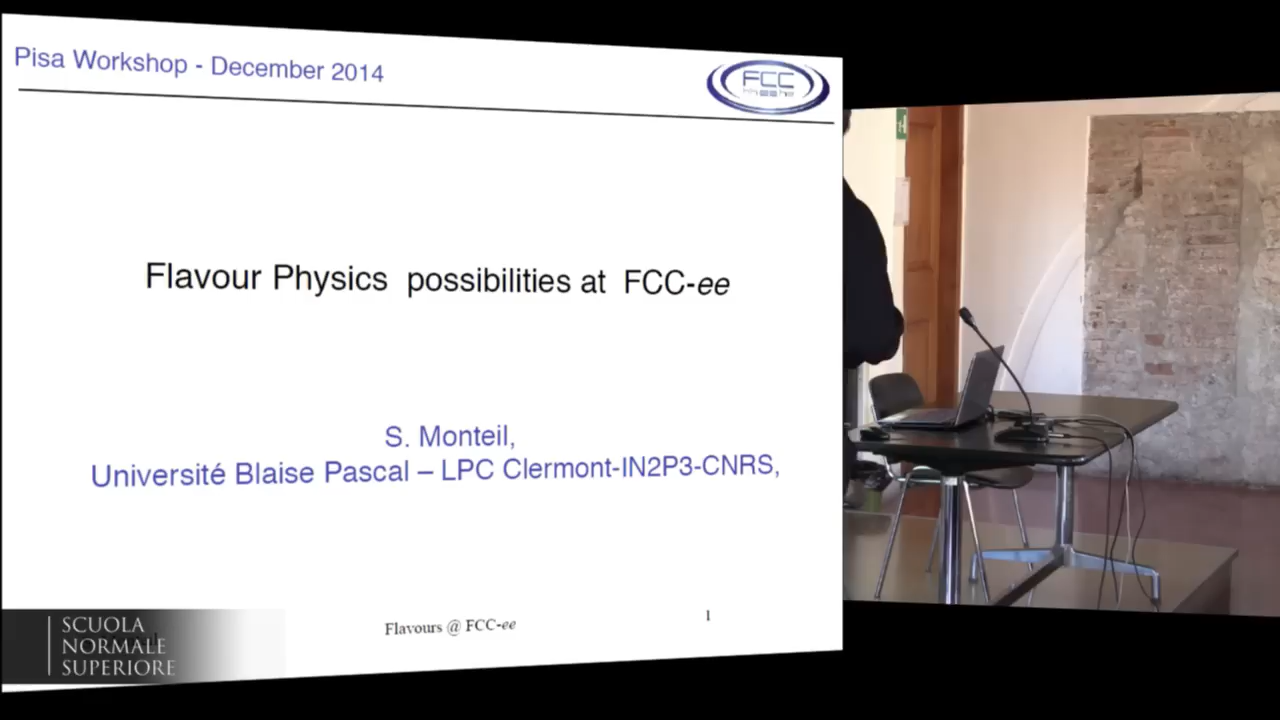 Pisa Workshop - December 2014
FCC
Flavour Physics possibilities at FCC-ee
S. Monteil,
Université Blaise Pascal – LPC Clermont-IN2P3-CNRS,
SCUOLA
NORMALE
SUPERIORE
Flavours @ FCC-ee
1